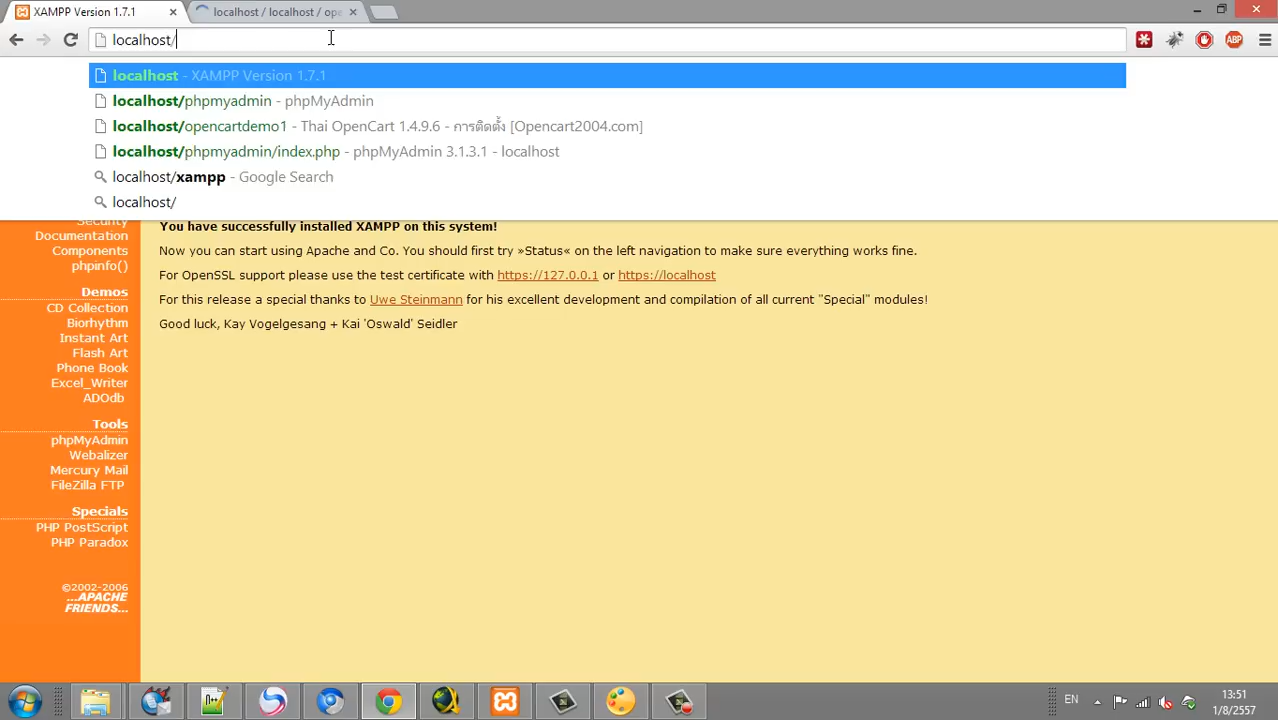 XAMPP Version 1.7.1
localhost / localhost / ope
localhost/
ABP
localhost - XAMPP Version 1.7.1
localhost/phpmyadmin - phpMyAdmin
localhost/opencartdemo1 - Thai OpenCart 1.4.9.6 - การติดตั้ง [Opencart2004.com]
localhost/phpmyadmin/index.php - phpMyAdmin 3.1.3.1 - localhost
localhost/xampp - Google Search
localhost/
Security
Documentation
Components
phpinfo()
Demos
CD Collection
Biorhythm
Instant Art
Flash Art
Phone Book
Excel_Writer
ADOdb
Tools
phpMyAdmin
Webalizer
Mercury Mail
FileZilla FTP
Specials
PHP PostScript
PHP Paradox
©2002-2006
...APACHE
FRIENDS...
You have successfully installed XAMPP on this system!
Now you can start using Apache and Co. You should first try »Status« on the left navigation to make sure everything works fine.
For OpenSSL support please use the test certificate with https://127.0.0.1 or https://localhost
For this release a special thanks to Uwe Steinmann for his excellent development and compilation of all current "Special" modules!
Good luck, Kay Vogelgesang + Kai 'Oswald' Seidler
EN
13:51
1/8/2557